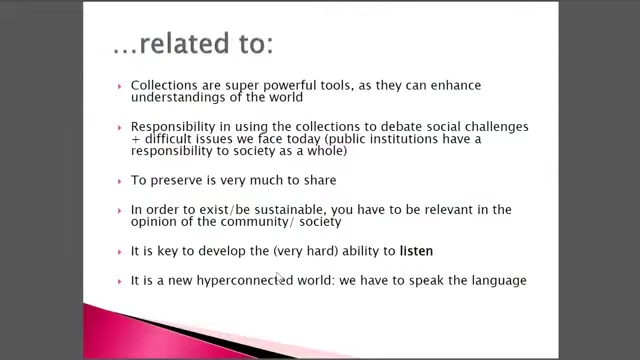 ...related to:
Collections are super powerful tools, as they can enhance
understandings of the world
Responsibility in using the collections to debate social challenges
+ difficult issues we face today (public institutions have a
responsibility to society as a whole)
To preserve is very much to share
In order to exist/be sustainable, you have to be relevant in the
opinion of the community/ society
It is key to develop the (very hard) ability to listen
It is a new hyperconnected world: we have to speak the language